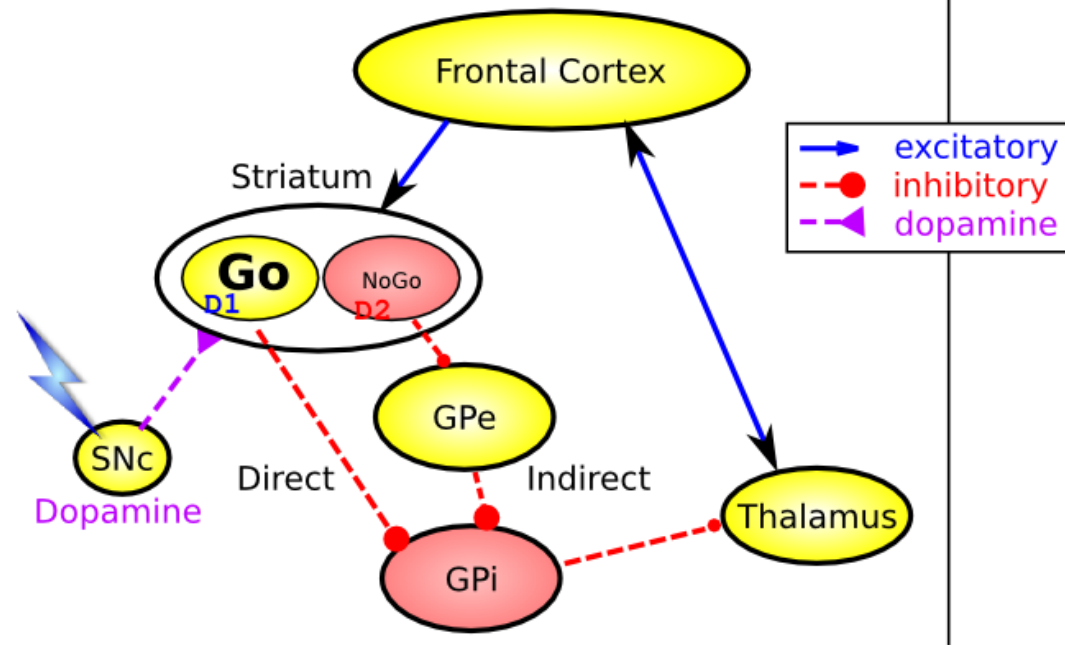 Frontal Cortex
excitatory
inhibitory
dopamine
Striatum
Go
D1
NoGo
D2
GPe
SNc
Dopamine
Direct
Indirect
Thalamus
GPi